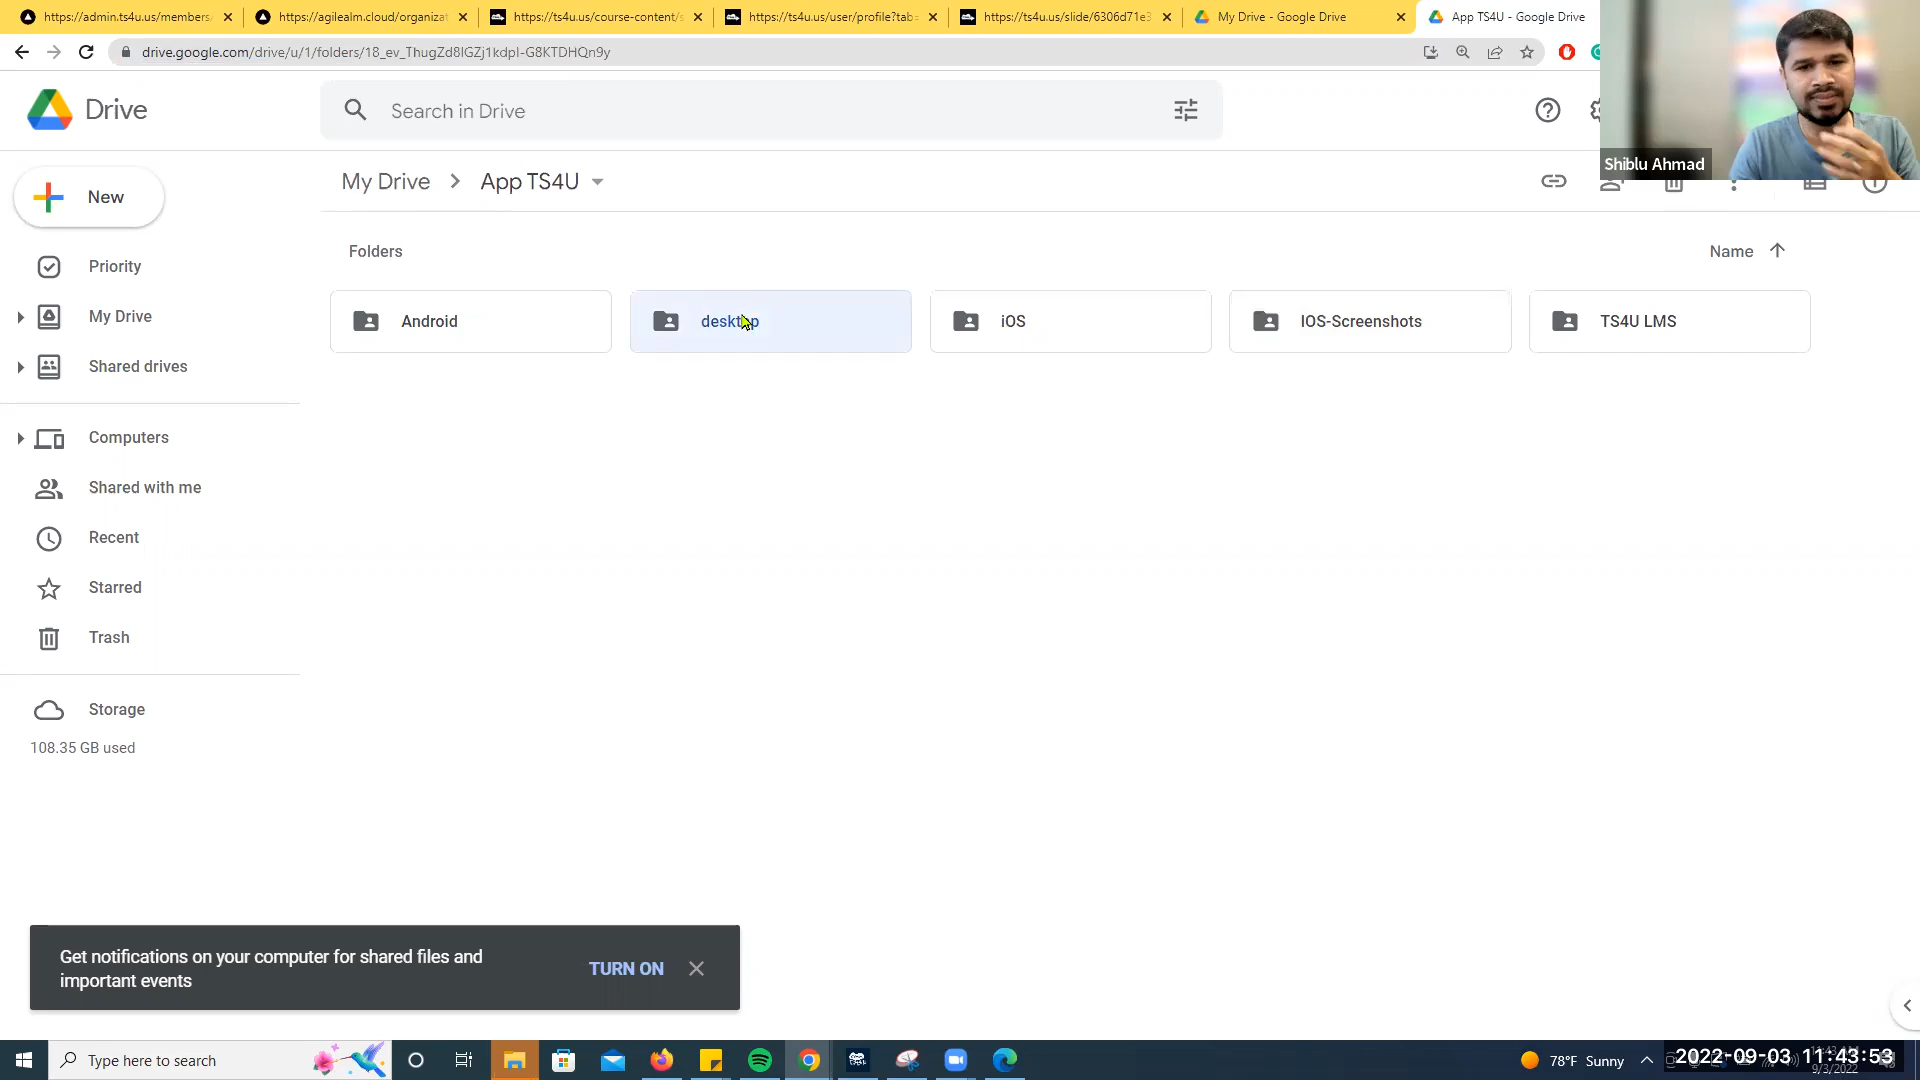 https://admin.ts4u.us/members
https://agilealm.cloud/organizat
https://ts4u.us/course-content/s
https://ts4u.us/user/profile?tab=
https://ts4u.us/slide/6306d71e3
My Drive - Google Drive
App TS4U - Google Drive
drive.google.com/drive/u/1/folders/18_ev_ThugZd8lGZj1kdpI-G8KTDHQn9y
Drive
Search in Drive
Shiblu Ahmad
New
My Drive
App TS4U
Priority
My Drive
Shared drives
Computers
Shared with me
Recent
Starred
Trash
Storage
108.35 GB used
Folders
Name
Android
desktop
iOS
IOS-Screenshots
TS4U LMS
Get notifications on your computer for shared files and
important events
TURN ON
Type here to search
78°F Sunny
2022-09-03 11:43:53
9/3/2022